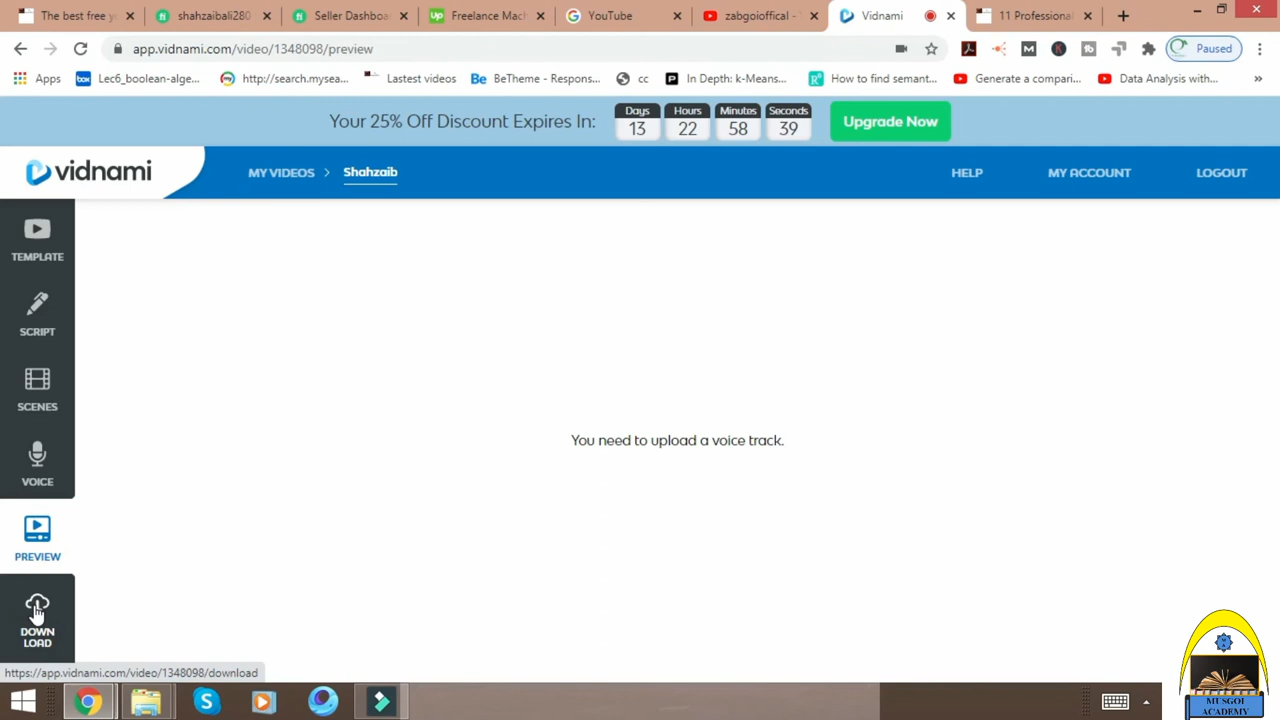 The best free y
shahzaibali280
Seller Dashboa
Freelance Mach
YouTube
zabgoioffical - 
Vidnami
11 Professional
app.vidnami.com/video/1348098/preview
Paused
Apps
Lec6_boolean-alge...
http://search.mysea...
Lastest videos
BeTheme - Respons...
cc
In Depth: k-Means...
How to find semant...
Generate a compari...
Data Analysis with...
Your 25% Off Discount Expires In:
Days
13
Hours
22
Minutes
58
Seconds
39
Upgrade Now
vidnami
MY VIDEOS > Shahzaib
HELP
MY ACCOUNT
LOGOUT
TEMPLATE
SCRIPT
SCENES
VOICE
PREVIEW
DOWN
LOAD
You need to upload a voice track.
https://app.vidnami.com/video/1348098/download
MUSGOI
ACADEMY